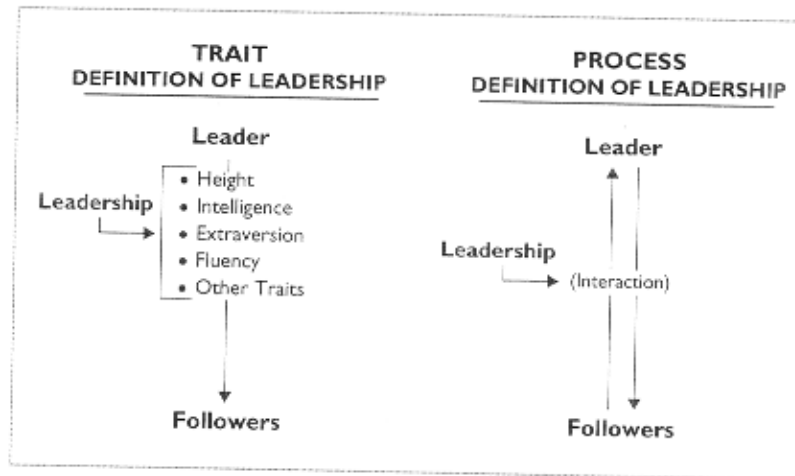 TRAIT
DEFINITION OF LEADERSHIP
Leader
• Height
• Intelligence
• Extraversion
• Fluency
• Other Traits
Leadership
Followers
PROCESS
DEFINITION OF LEADERSHIP
Leader
Leadership
(Interaction)
Followers